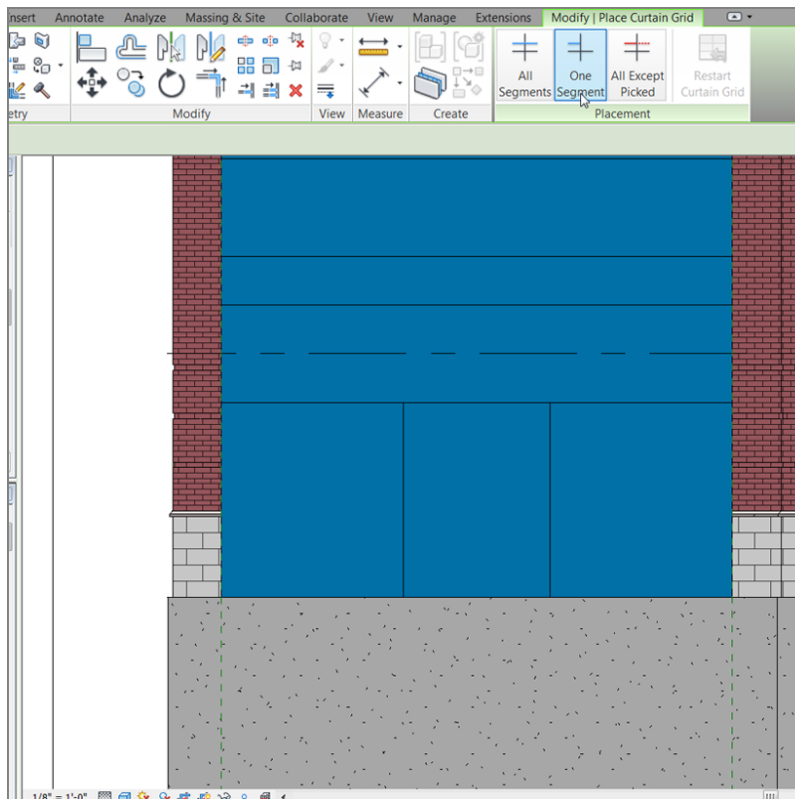 nsert Annotate Analyze Massing & Site Collaborate View Manage Extensions Modify | Place Curtain Grid
All Segments
One Segment
All Except Picked
Restart Curtain Grid
etry Modify View Measure Create Placement
1/8" = 1'-0"